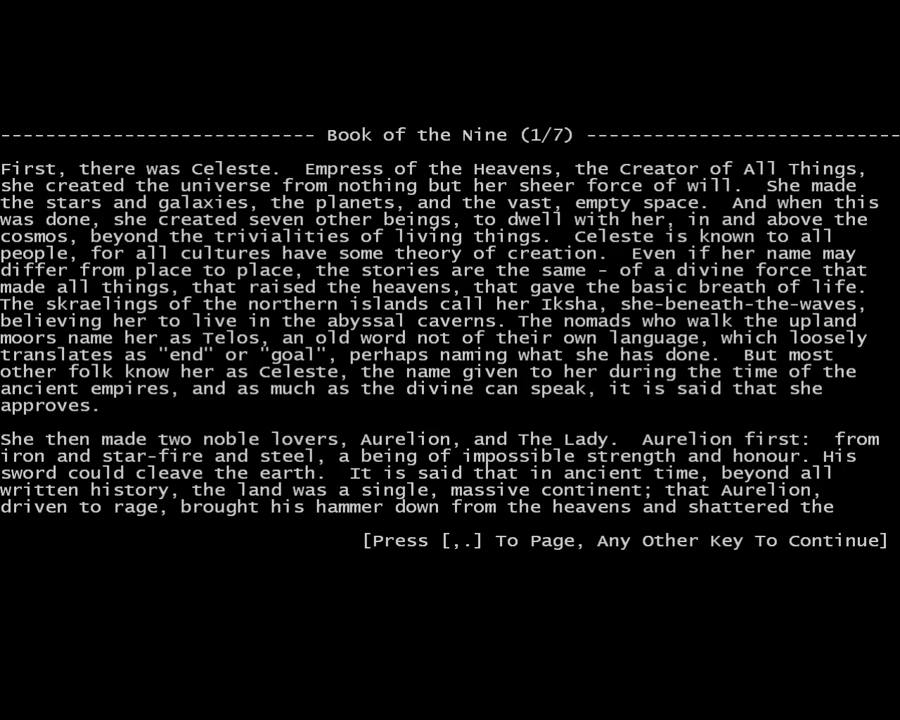 ---------------------------- Book of the Nine (1/7) ----------------------------
First, there was Celeste.  Empress of the Heavens, the Creator of All Things,
she created the universe from nothing but her sheer force of will.  She made
the stars and galaxies, the planets, and the vast, empty space.  And when this
was done, she created seven other beings, to dwell with her, in and above the
cosmos, beyond the trivialities of living things.  Celeste is known to all
people, for all cultures have some theory of creation.  Even if her name may
differ from place to place, the stories are the same - of a divine force that
made all things, that raised the heavens, that gave the basic breath of life.
The skraelings of the northern islands call her Iksha, she-beneath-the-waves,
believing her to live in the abyssal caverns. The nomads who walk the upland
moors name her as Telos, an old word not of their own language, which loosely
translates as "end" or "goal", perhaps naming what she has done.  But most
other folk know her as Celeste, the name given to her during the time of the
ancient empires, and as much as the divine can speak, it is said that she
approves.
She then made two noble lovers, Aurelion, and The Lady.  Aurelion first:  from
iron and star-fire and steel, a being of impossible strength and honour. His
sword could cleave the earth.  It is said that in ancient time, beyond all
written history, the land was a single, massive continent; that Aurelion,
driven to rage, brought his hammer down from the heavens and shattered the
[Press [,.] To Page, Any Other Key To Continue]